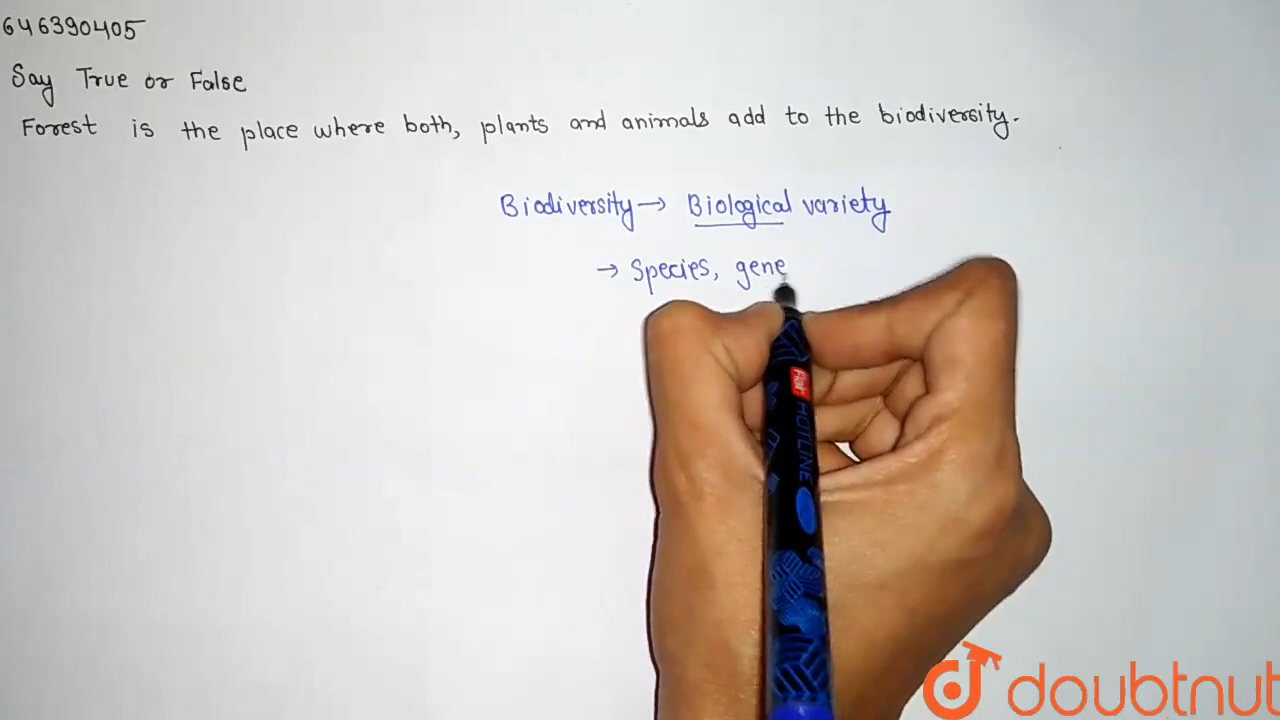 646390405
Say True or False
Forest is the place where both, plants and animals add to the biodiversity.
Biodiversity → Biological variety
→ Species, gene
Flair HOTLINE
doubtnut